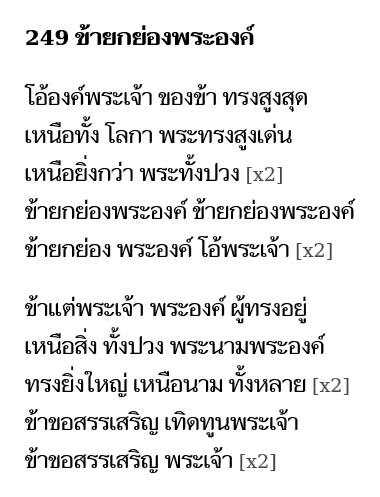 249 ข้ายกย่องพระองค์
โอ้องค์พระเจ้า ของข้า ทรงสูงสุด
เหนือทั้ง โลกา พระทรงสูงเด่น
เหนือยิ่งกว่า พระทั้งปวง [x2]
ข้ายกย่องพระองค์ ข้ายกย่องพระองค์
ข้ายกย่อง พระองค์ โอ้พระเจ้า [x2]
ข้าแต่พระเจ้า พระองค์ ผู้ทรงอยู่
เหนือสิ่ง ทั้งปวง พระนามพระองค์
ทรงยิ่งใหญ่ เหนือนาม ทั้งหลาย [x2]
ข้าขอสรรเสริญ เทิดทูนพระเจ้า
ข้าขอสรรเสริญ พระเจ้า [x2]